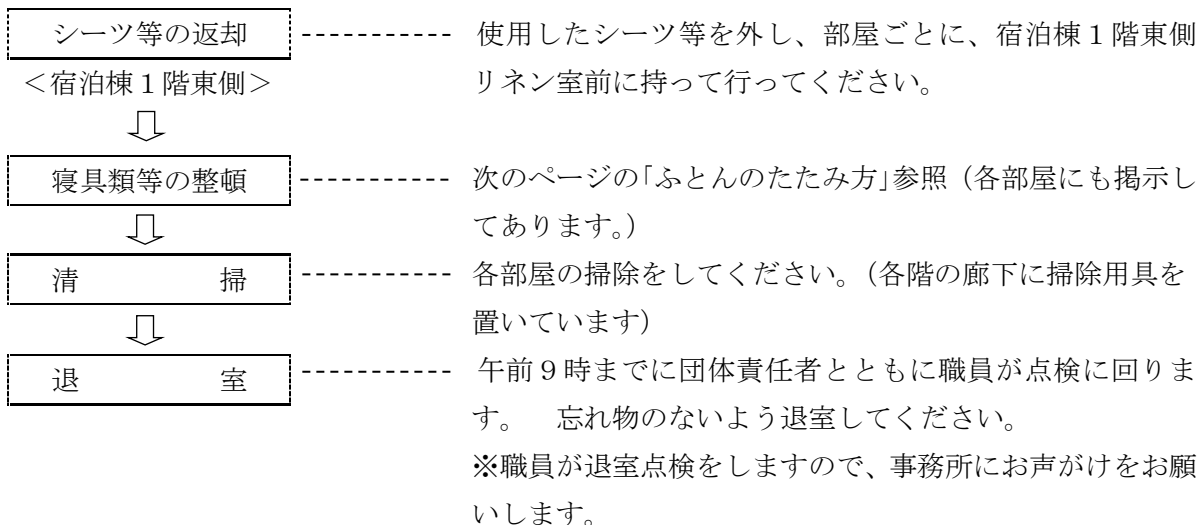 シーツ等の返却 ----------- 使用したシーツ等を外し、部屋ごとに、宿泊棟１階東側
＜宿泊棟１階東側＞ リネン室前に持って行ってください。
寝具類等の整頓 ----------- 次のページの「ふとんのたたみ方」参照（各部屋にも掲示し
てあります。）
清　　　掃 ----------- 各部屋の掃除をしてください。（各階の廊下に掃除用具を
置いています）
退　　　室 ----------- 午前９時までに団体責任者とともに職員が点検に回りま
す。　忘れ物のないよう退室してください。
※職員が退室点検をしますので、事務所にお声がけをお願
いします。